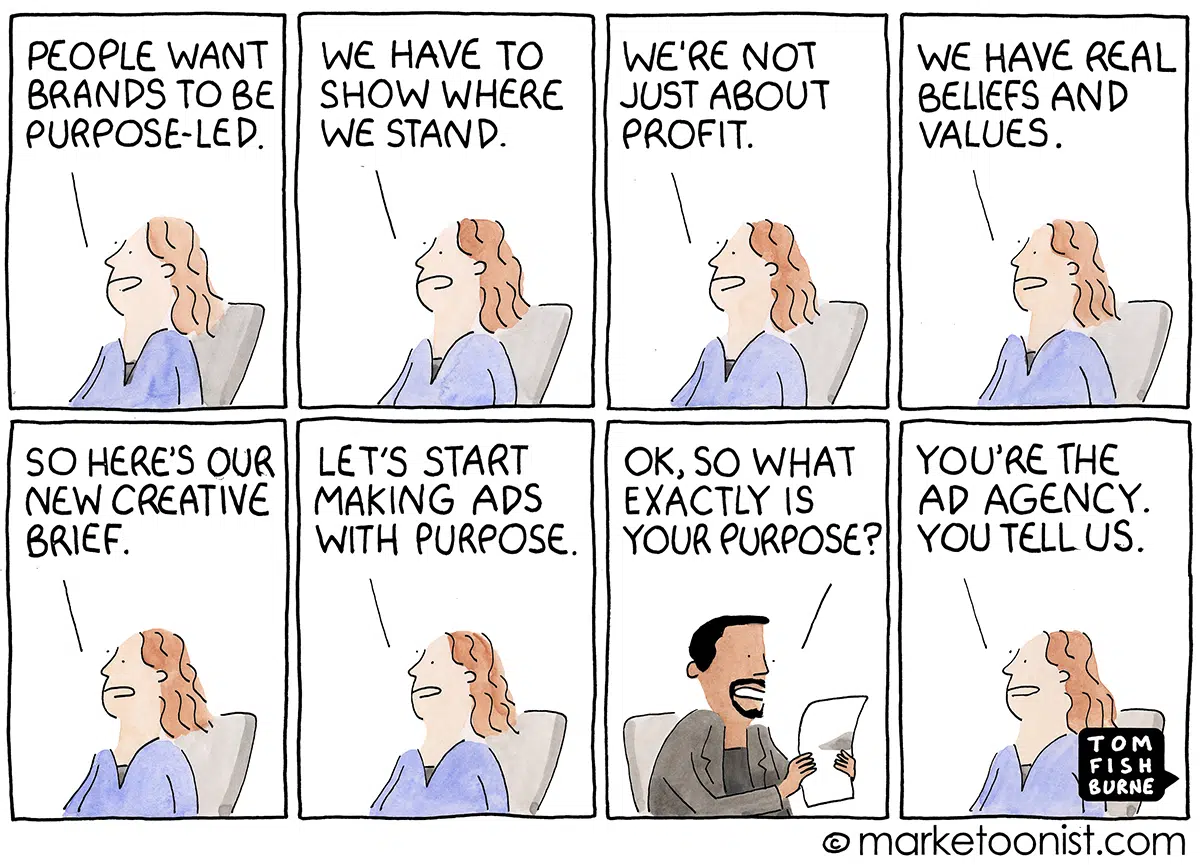 PEOPLE WANT
BRANDS TO BE
PURPOSE-LED.
WE HAVE TO
SHOW WHERE
WE STAND.
WE'RE NOT
JUST ABOUT
PROFIT.
WE HAVE REAL
BELIEFS AND
VALUES.
SO HERE'S OUR
NEW CREATIVE
BRIEF.
LET'S START
MAKING ADS
WITH PURPOSE.
OK, SO WHAT
EXACTLY IS
YOUR PURPOSE?
YOU'RE THE
AD AGENCY.
YOU TELL US.
TOM
FISH
BURNE
© marketoonist.com